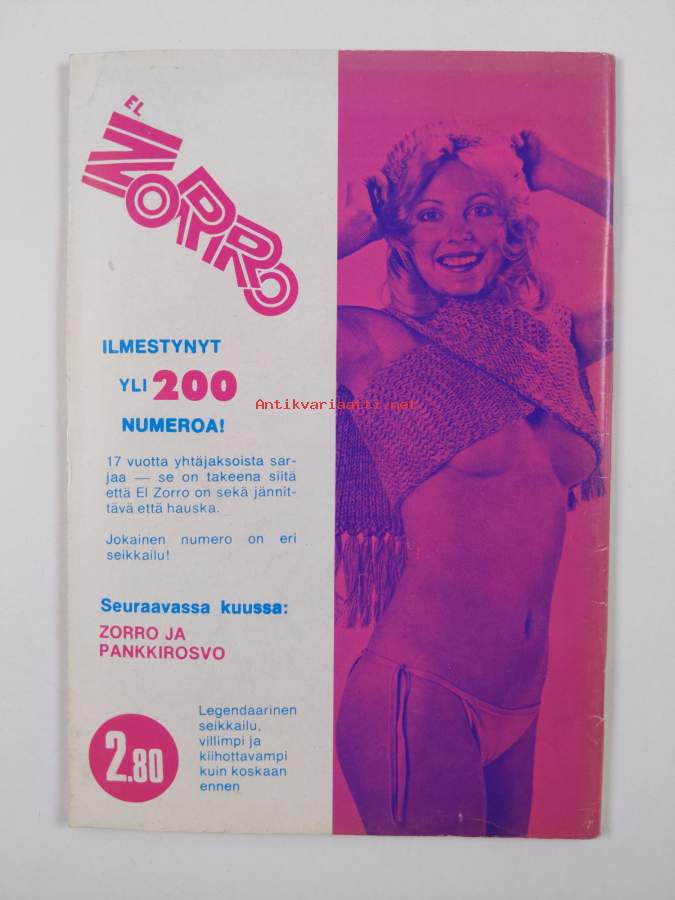 EL
ZORRO
ILMESTYNYT
YLI 200
NUMEROA!
Antikvariaatti.net
17 vuotta yhtäjaksoista sar-
jaa — se on takeena siitä
että El Zorro on sekä jännit-
tävä että hauska.
Jokainen numero on eri
seikkailu!
Seuraavassa kuussa:
ZORRO JA
PANKKIROSVO
2.80
Legendaarinen
seikkailu,
villimpi ja
kiihottavampi
kuin koskaan
ennen